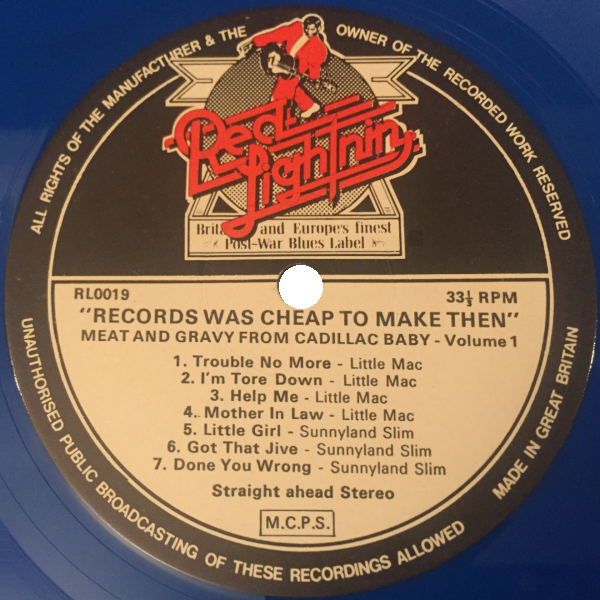 ALL RIGHTS OF THE MANUFACTURER & THE OWNER OF THE RECORDED WORK RESERVED
Red Lightnin
and Europe's finest
Post-War Blues Label
RL0019
33⅓ RPM
"RECORDS WAS CHEAP TO MAKE THEN"
MEAT AND GRAVY FROM CADILLAC BABY - Volume 1
1. Trouble No More - Little Mac
2. I'm Tore Down - Little Mac
3. Help Me - Little Mac
4. Mother In Law - Little Mac
5. Little Girl - Sunnyland Slim
6. Got That Jive - Sunnyland Slim
7. Done You Wrong - Sunnyland Slim
Straight ahead Stereo
M.C.P.S.
UNAUTHORISED PUBLIC BROADCASTING OF THESE RECORDINGS ALLOWED
MADE IN GREAT BRITAIN